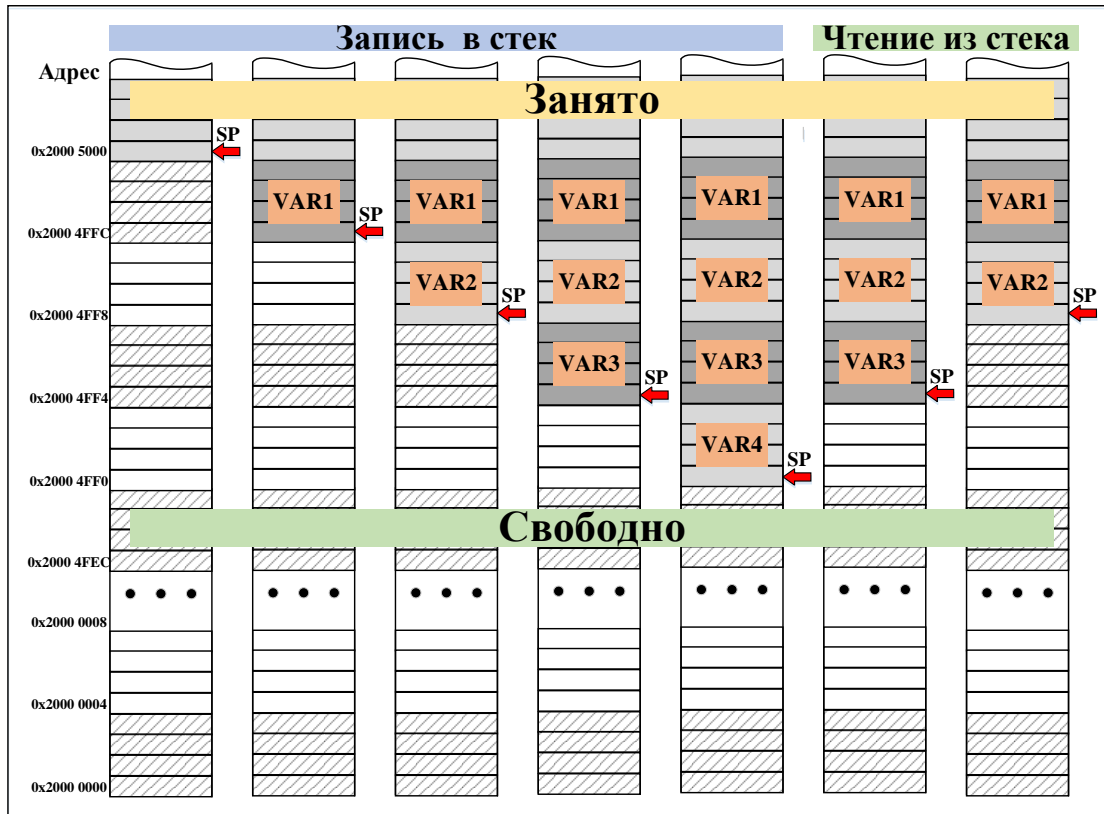 Запись в стек
Чтение из стека
Адрес
Занято
SP
0x2000 5000
VAR1 VAR1 VAR1 VAR1 VAR1 VAR1
SP
0x2000 4FFC
VAR2 VAR2 VAR2 VAR2 VAR2
SP SP
0x2000 4FF8
VAR3 VAR3 VAR3
SP SP
0x2000 4FF4
VAR4
SP
0x2000 4FF0
Свободно
0x2000 4FEC
0x2000 0008
0x2000 0004
0x2000 0000